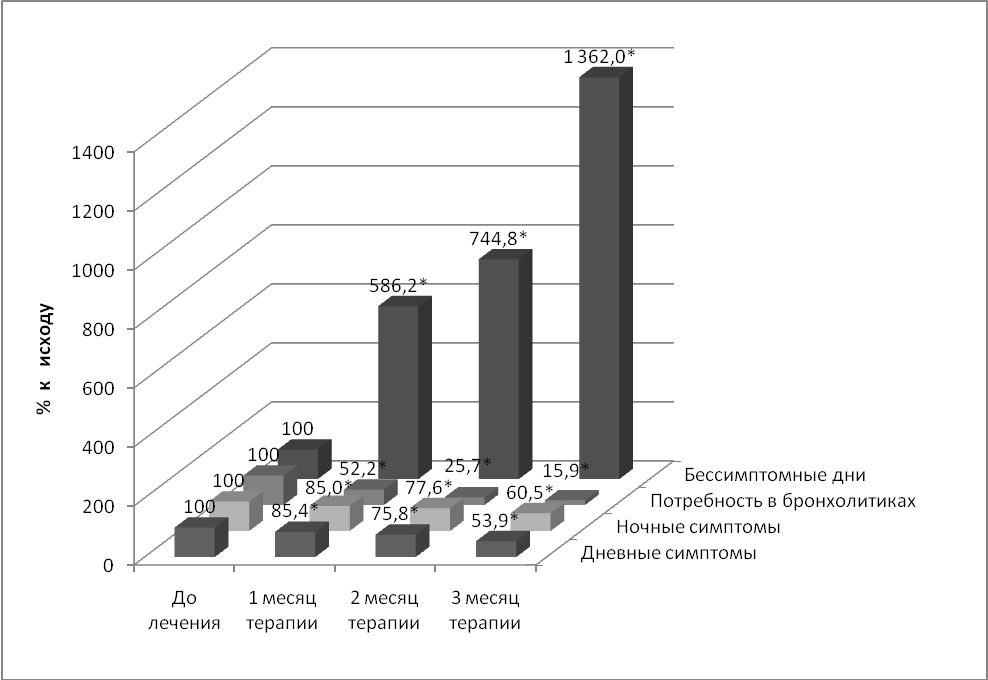 1 362,0*
1400
1200
1000
800
600
400
200
0
% к исходу
744,8*
586,2*
100
100
52,2*
25,7*
15,9*
100
85,0*
77,6*
60,5*
100
85,4*
75,8*
53,9*
Бессимптомные дни
Потребность в бронхолитиках
Ночные симптомы
Дневные симптомы
До
лечения
1 месяц
терапии
2 месяц
терапии
3 месяц
терапии